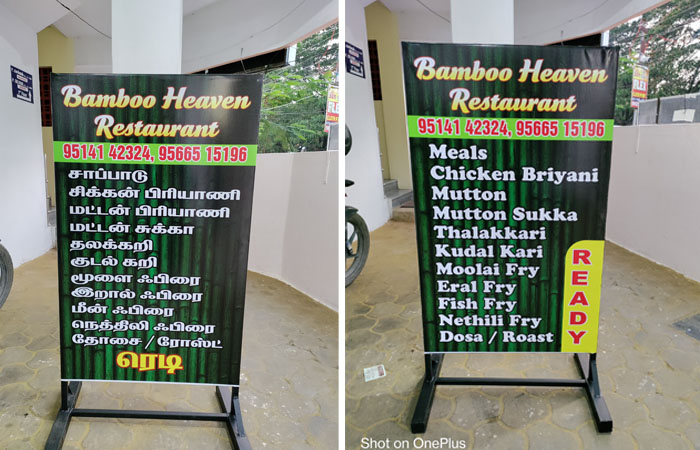 Bamboo Heaven
Restaurant
95141 42324, 95665 15196
சாப்பாடு
சிக்கன் பிரியாணி
மட்டன் பிரியாணி
மட்டன் சுக்கா
தலக்கறி
குடல் கறி
மூளை ஃபிரை
இறால் ஃபிரை
மீன் ஃபிரை
நெத்திலி ஃபிரை
தோசை / ரோஸ்ட்
ரெடி
Bamboo Heaven
Restaurant
95141 42324, 95665 15196
Meals
Chicken Briyani
Mutton
Mutton Sukka
Thalakkari
Kudal Kari
Moolai Fry
Eral Fry
Fish Fry
Nethili Fry
Dosa / Roast
READY
Shot on OnePlus